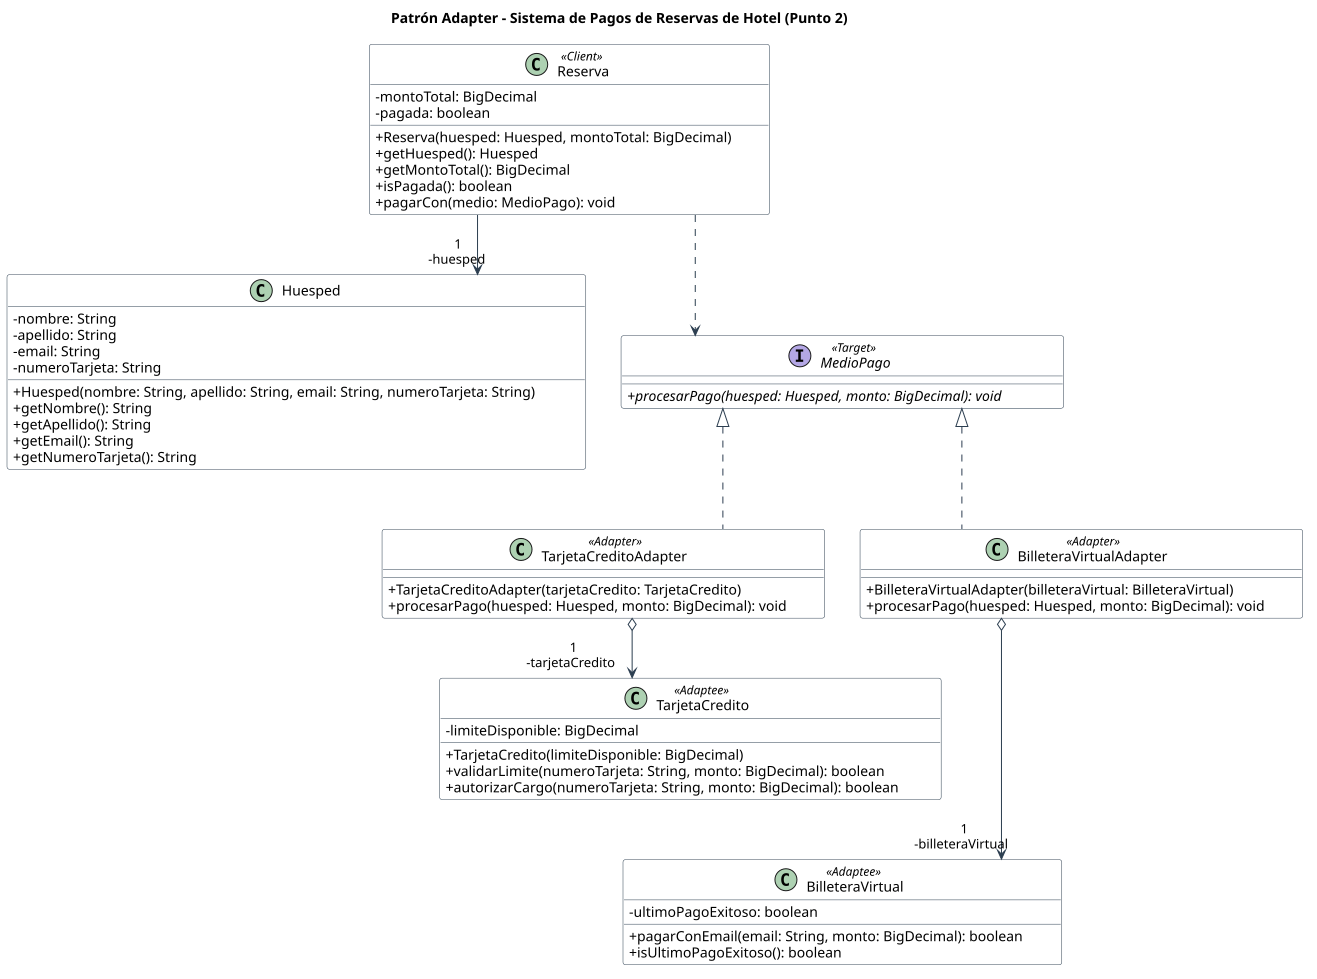 Patrón Adapter - Sistema de Pagos de Reservas de Hotel (Punto 2)
C
«Client»
Reserva
-montoTotal: BigDecimal
-pagada: boolean
+Reserva(huesped: Huesped, montoTotal: BigDecimal)
+getHuesped(): Huesped
+getMontoTotal(): BigDecimal
+isPagada(): boolean
+pagarCon(medio: MedioPago): void
1
-huesped
C
Huesped
-nombre: String
-apellido: String
-email: String
-numeroTarjeta: String
+Huesped(nombre: String, apellido: String, email: String, numeroTarjeta: String)
+getNombre(): String
+getApellido(): String
+getEmail(): String
+getNumeroTarjeta(): String
I
«Target»
MedioPago
+procesarPago(huesped: Huesped, monto: BigDecimal): void
C
«Adapter»
TarjetaCreditoAdapter
+TarjetaCreditoAdapter(tarjetaCredito: TarjetaCredito)
+procesarPago(huesped: Huesped, monto: BigDecimal): void
C
«Adapter»
BilleteraVirtualAdapter
+BilleteraVirtualAdapter(billeteraVirtual: BilleteraVirtual)
+procesarPago(huesped: Huesped, monto: BigDecimal): void
1
-tarjetaCredito
C
«Adaptee»
TarjetaCredito
-limiteDisponible: BigDecimal
+TarjetaCredito(limiteDisponible: BigDecimal)
+validarLimite(numeroTarjeta: String, monto: BigDecimal): boolean
+autorizarCargo(numeroTarjeta: String, monto: BigDecimal): boolean
1
-billeteraVirtual
C
«Adaptee»
BilleteraVirtual
-ultimoPagoExitoso: boolean
+pagarConEmail(email: String, monto: BigDecimal): boolean
+isUltimoPagoExitoso(): boolean